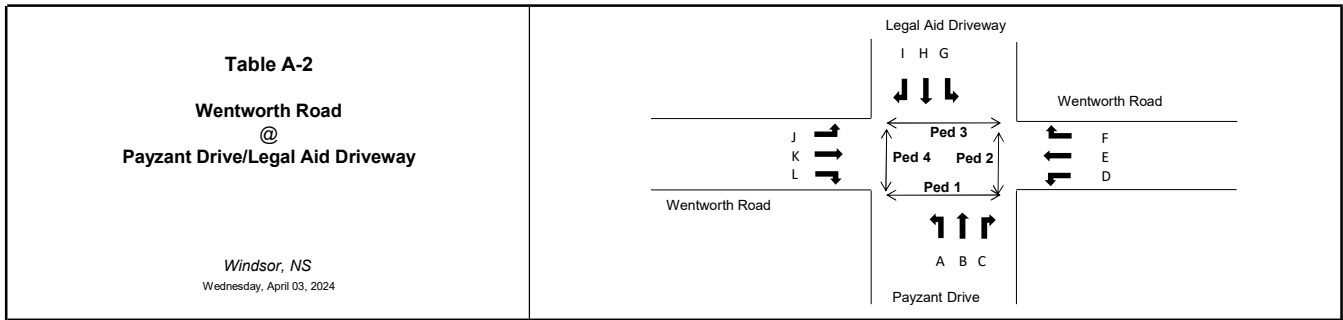 Table A-2
Wentworth Road
@
Payzant Drive/Legal Aid Driveway
Windsor, NS
Wednesday, April 03, 2024
Legal Aid Driveway
I H G
Wentworth Road
Ped 3
J
F
K
Ped 4
Ped 2
E
L
D
Ped 1
Wentworth Road
A B C
Payzant Drive